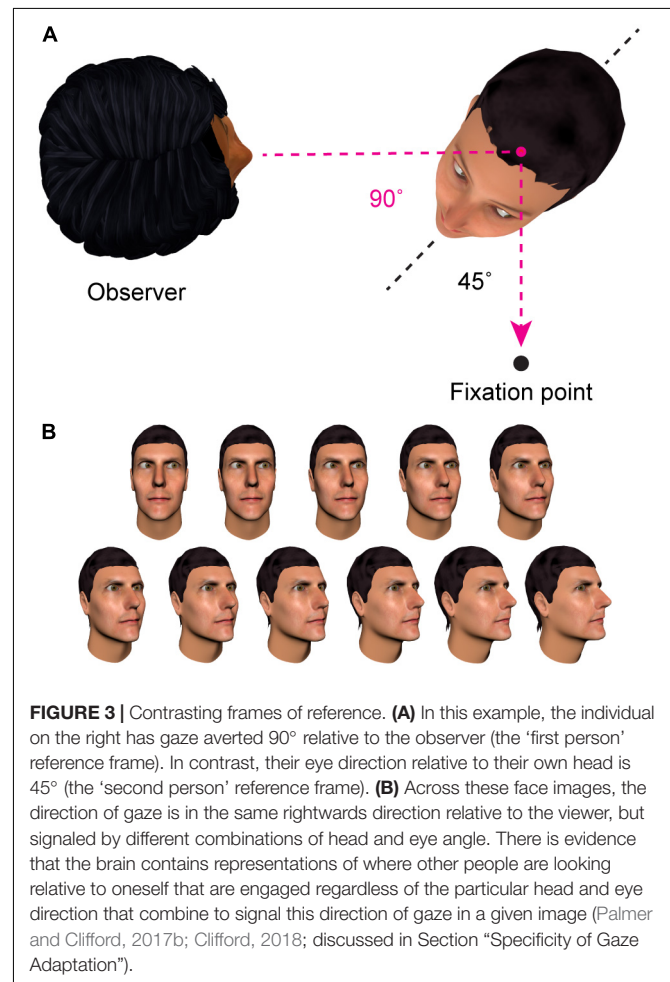 A
90°
45°
Observer
Fixation point
B
FIGURE 3 | Contrasting frames of reference. (A) In this example, the individual
on the right has gaze averted 90° relative to the observer (the ‘first person’
reference frame). In contrast, their eye direction relative to their own head is
45° (the ‘second person’ reference frame). (B) Across these face images, the
direction of gaze is in the same rightwards direction relative to the viewer, but
signaled by different combinations of head and eye angle. There is evidence
that the brain contains representations of where other people are looking
relative to oneself that are engaged regardless of the particular head and eye
direction that combine to signal this direction of gaze in a given image (Palmer
and Clifford, 2017b; Clifford, 2018; discussed in Section “Specificity of Gaze
Adaptation”).